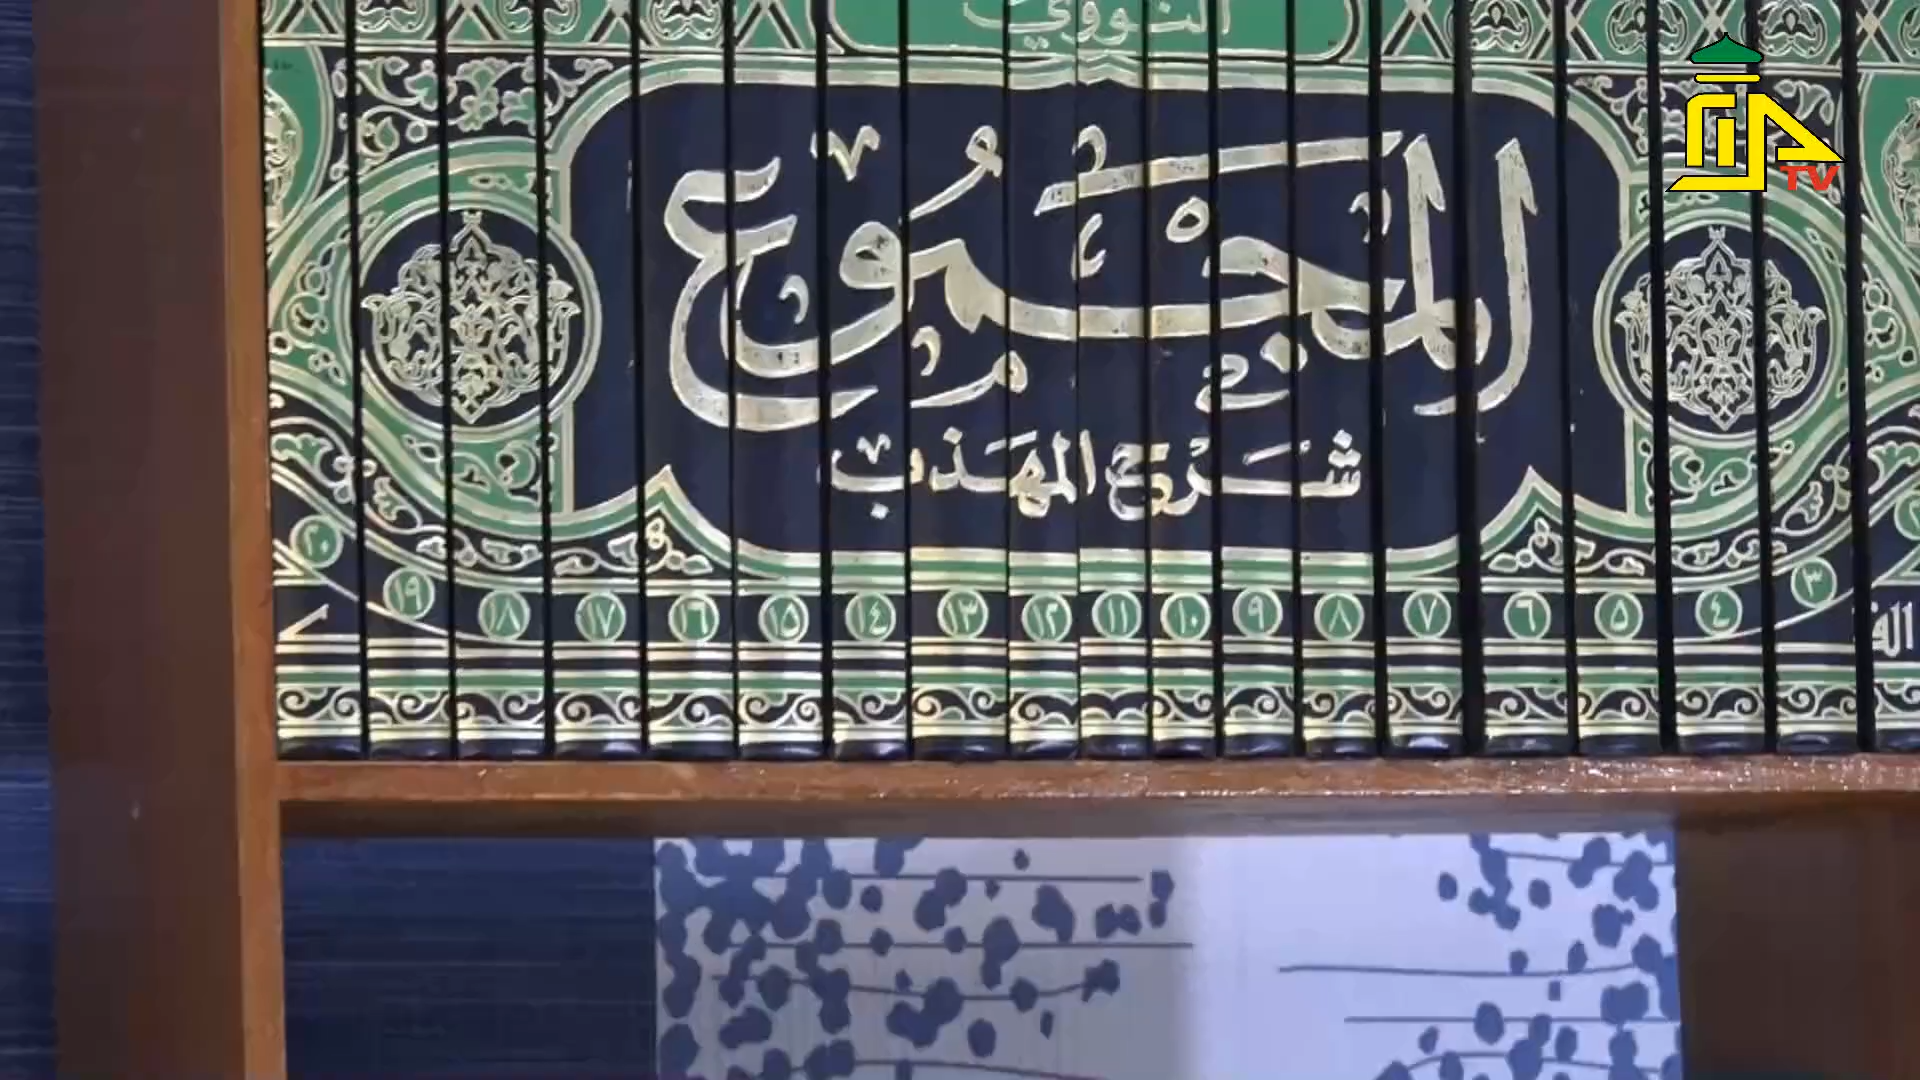 النووي
المجموع
شرح المهذب
٢٠ ١٩ ١٨ ١٧ ١٦ ١٥ ١٤ ١٣ ١٢ ١١ ١٠ ٩ ٨ ٧ ٦ ٥ ٤ ٣
TV